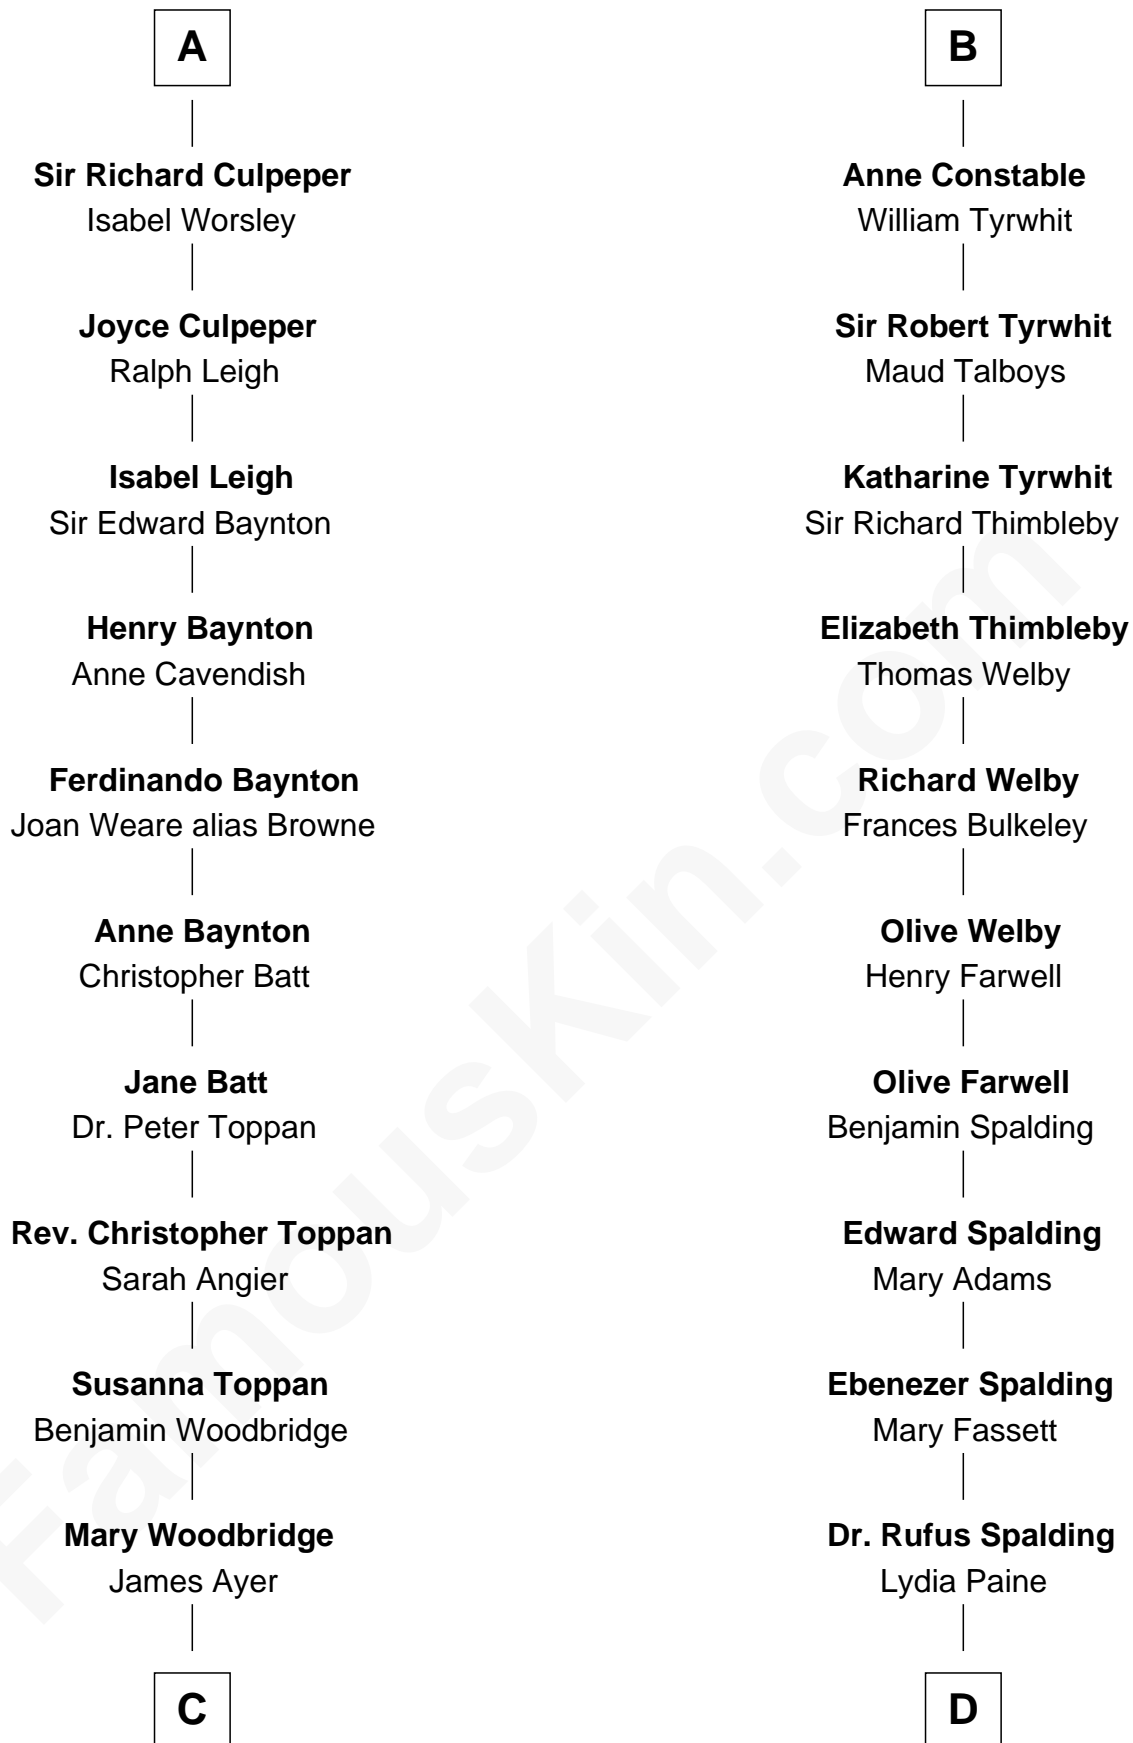 A
Sir Richard Culpeper
Isabel Worsley
Joyce Culpeper
Ralph Leigh
Isabel Leigh
Sir Edward Baynton
Henry Baynton
Anne Cavendish
Ferdinando Baynton
Joan Weare alias Browne
Anne Baynton
Christopher Batt
Jane Batt
Dr. Peter Toppan
Rev. Christopher Toppan
Sarah Angier
Susanna Toppan
Benjamin Woodbridge
Mary Woodbridge
James Ayer
C
B
Anne Constable
William Tyrwhit
Sir Robert Tyrwhit
Maud Talboys
Katharine Tyrwhit
Sir Richard Thimbleby
Elizabeth Thimbleby
Thomas Welby
Richard Welby
Frances Bulkeley
Olive Welby
Henry Farwell
Olive Farwell
Benjamin Spalding
Edward Spalding
Mary Adams
Ebenezer Spalding
Mary Fassett
Dr. Rufus Spalding
Lydia Paine
D
FamousKin.com